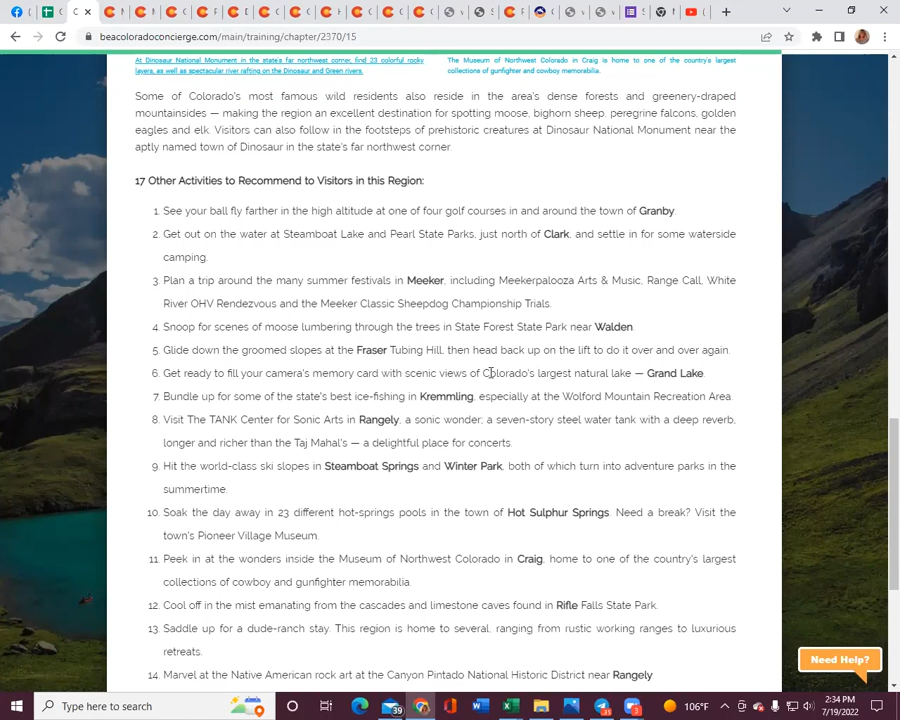 beacoloradoconcierge.com/main/training/chapter/2370/15
At Dinosaur National Monument in the state's far northwest corner, find 23 colorful rocky
layers, as well as spectacular river rafting on the Dinosaur and Green rivers.
The Museum of Northwest Colorado in Craig is home to one of the country's largest
collections of gunfighter and cowboy memorabilia.
Some of Colorado's most famous wild residents also reside in the area's dense forests and greenery-draped
mountainsides — making the region an excellent destination for spotting moose, bighorn sheep, peregrine falcons, golden
eagles and elk. Visitors can also follow in the footsteps of prehistoric creatures at Dinosaur National Monument near the
aptly named town of Dinosaur in the state's far northwest corner
17 Other Activities to Recommend to Visitors in this Region:
1. See your ball fly farther in the high altitude at one of four golf courses in and around the town of Granby.
2. Get out on the water at Steamboat Lake and Pearl State Parks, just north of Clark, and settle in for some waterside
camping.
3. Plan a trip around the many summer festivals in Meeker, including Meekerpalooza Arts & Music, Range Call, White
River OHV Rendezvous and the Meeker Classic Sheepdog Championship Trials.
4. Snoop for scenes of moose lumbering through the trees in State Forest State Park near Walden.
5. Glide down the groomed slopes at the Fraser Tubing Hill, then head back up on the lift to do it over and over again.
6. Get ready to fill your camera's memory card with scenic views of Colorado's largest natural lake — Grand Lake.
7. Bundle up for some of the state's best ice-fishing in Kremmling, especially at the Wolford Mountain Recreation Area.
8. Visit The TANK Center for Sonic Arts in Rangely, a sonic wonder; a seven-story steel water tank with a deep reverb,
longer and richer than the Taj Mahal's — a delightful place for concerts.
9. Hit the world-class ski slopes in Steamboat Springs and Winter Park, both of which turn into adventure parks in the
summertime.
10. Soak the day away in 23 different hot-springs pools in the town of Hot Sulphur Springs. Need a break? Visit the
town's Pioneer Village Museum.
11. Peek in at the wonders inside the Museum of Northwest Colorado in Craig, home to one of the country's largest
collections of cowboy and gunfighter memorabilia.
12. Cool off in the mist emanating from the cascades and limestone caves found in Rifle Falls State Park.
13. Saddle up for a dude-ranch stay. This region is home to several, ranging from rustic working ranges to luxurious
retreats.
14. Marvel at the Native American rock art at the Canyon Pintado National Historic District near Rangely
Need Help?
Type here to search
39
3
106°F
2:34 PM
7/19/2022